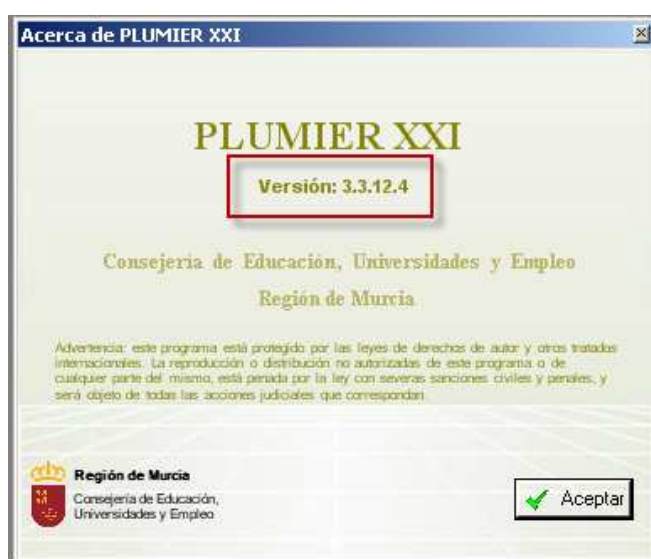 Acerca de PLUMIER XXI
PLUMIER XXI
Versión: 3.3.12.4
Consejería de Educación, Universidades y Empleo
Región de Murcia
Advertencia: este programa está protegido por las leyes de derechos de autor y otros tratados
internacionales. La reproducción o distribución no autorizadas de este programa o de
cualquier parte del mismo, está penada por la ley con severas sanciones civiles y penales, y
será objeto de todas las acciones judiciales que correspondan.
Región de Murcia
Consejería de Educación,
Universidades y Empleo
Aceptar